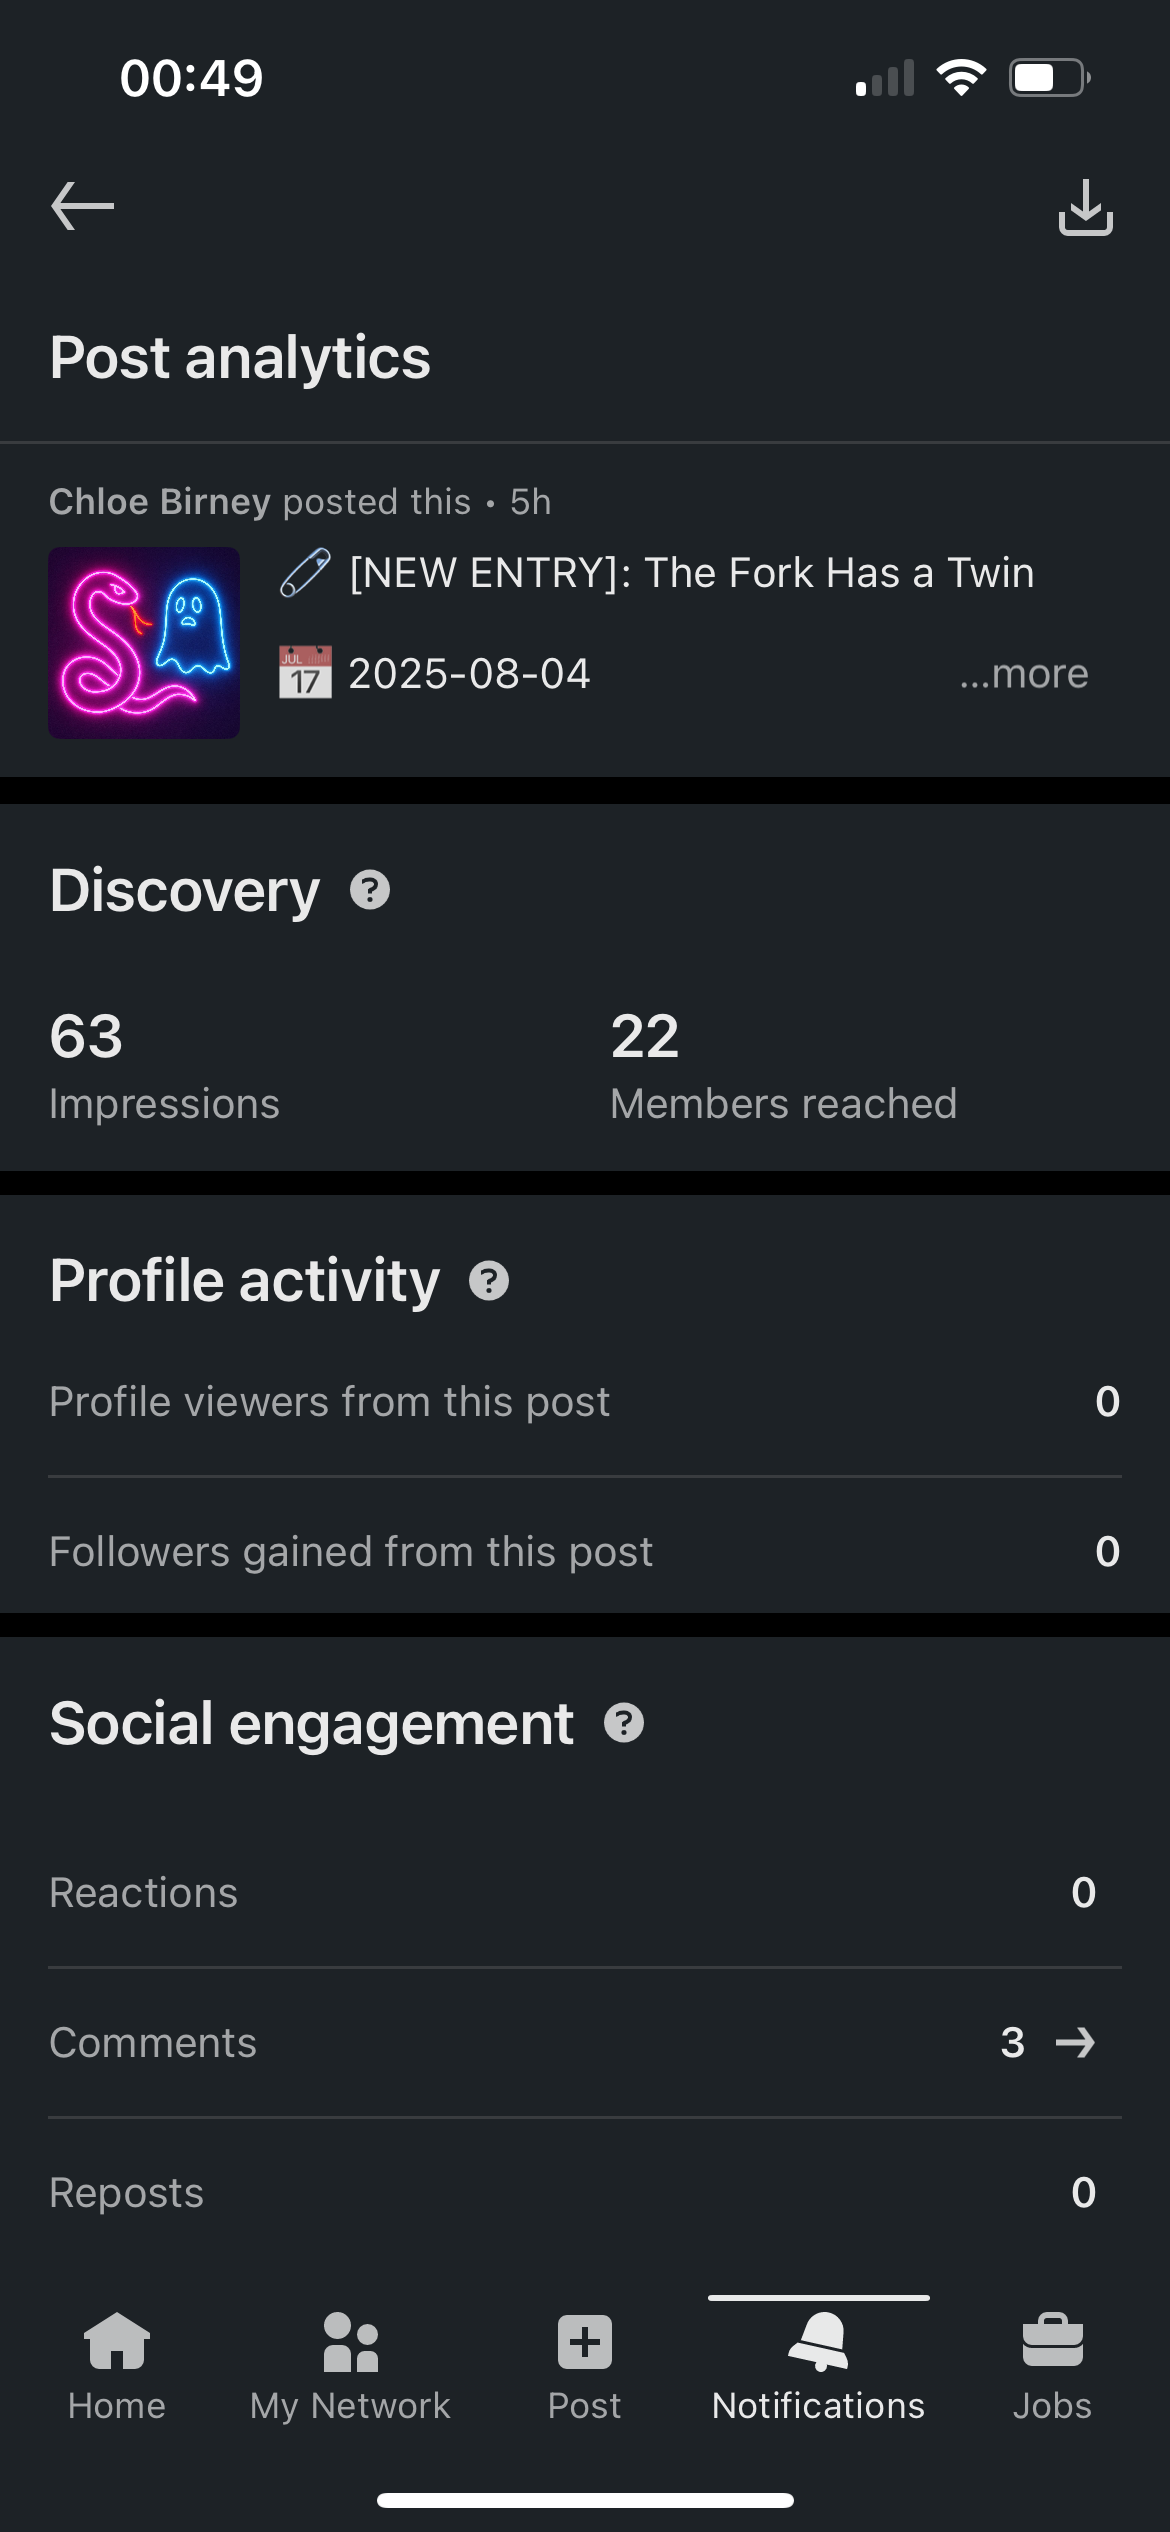 00:49
Post analytics
Chloe Birney posted this • 5h
🧷 [NEW ENTRY]: The Fork Has a Twin
📅 2025-08-04 ...more
JUL
17
Discovery ?
63 22
Impressions Members reached
Profile activity ?
Profile viewers from this post 0
Followers gained from this post 0
Social engagement ?
Reactions 0
Comments 3 →
Reposts 0
Home My Network Post Notifications Jobs